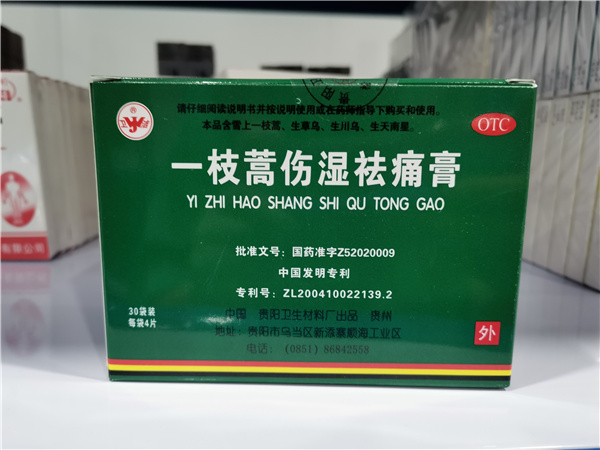 请仔细阅读说明书并按说明使用或在药师指导下购买和使用。
本品含雪上一枝蒿、生草乌、生川乌、生天南星。
OTC
一枝蒿伤湿祛痛膏
YI ZHI HAO SHANG SHI QU TONG GAO
批准文号：国药准字Z52020009
中国发明专利
专利号：ZL200410022139.2
30袋装
每袋4片
中国 贵阳卫生材料厂出品 贵州
地址：贵阳市乌当区新添寨顺海工业区
电话：(0851) 86842558
外
有限公司